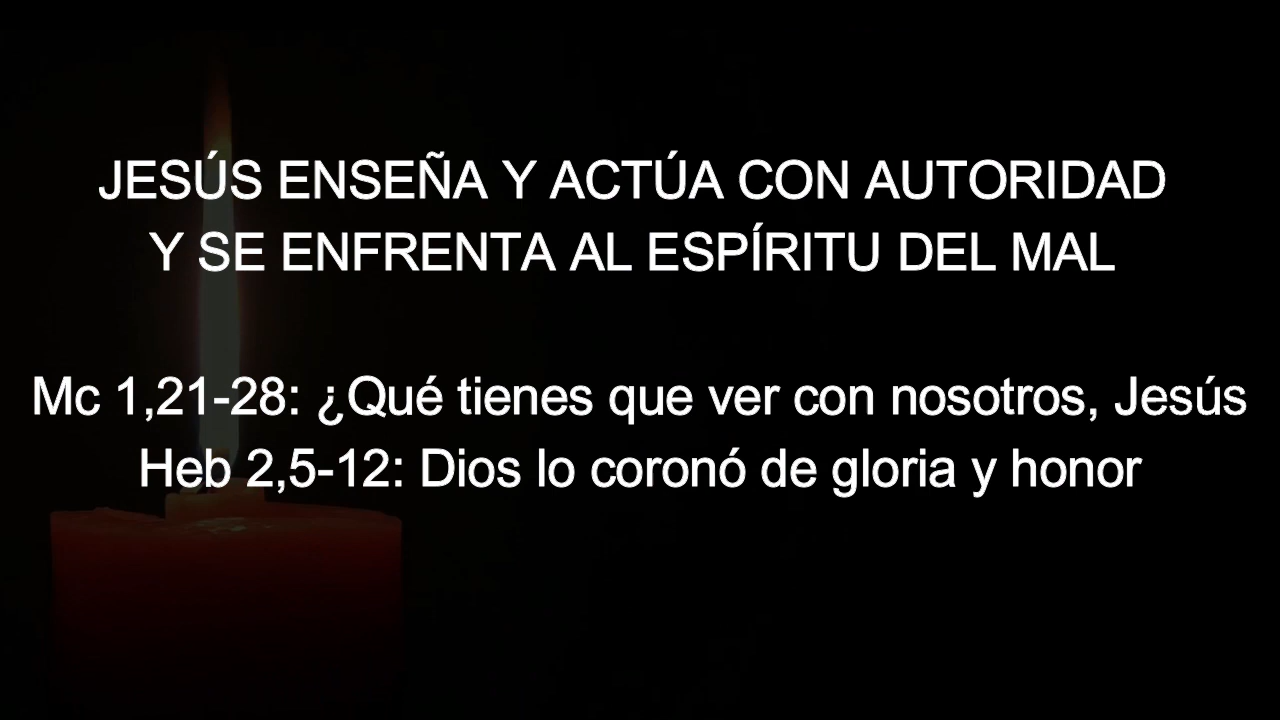 JESÚS ENSEÑA Y ACTÚA CON AUTORIDAD
Y SE ENFRENTA AL ESPÍRITU DEL MAL
Mc 1,21-28: ¿Qué tienes que ver con nosotros, Jesús
Heb 2,5-12: Dios lo coronó de gloria y honor